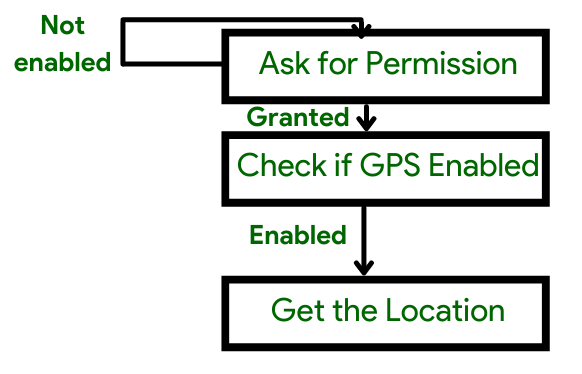 Not
enabled
Ask for Permission
Granted
Check if GPS Enabled
Enabled
Get the Location